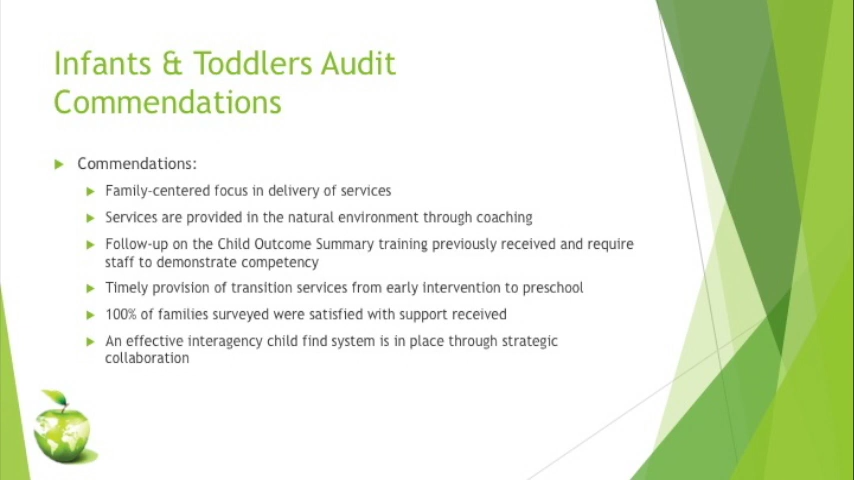 Infants & Toddlers Audit
Commendations
Commendations:
Family-centered focus in delivery of services
Services are provided in the natural environment through coaching
Follow-up on the Child Outcome Summary training previously received and require
staff to demonstrate competency
Timely provision of transition services from early intervention to preschool
100% of families surveyed were satisfied with support received
An effective interagency child find system is in place through strategic
collaboration